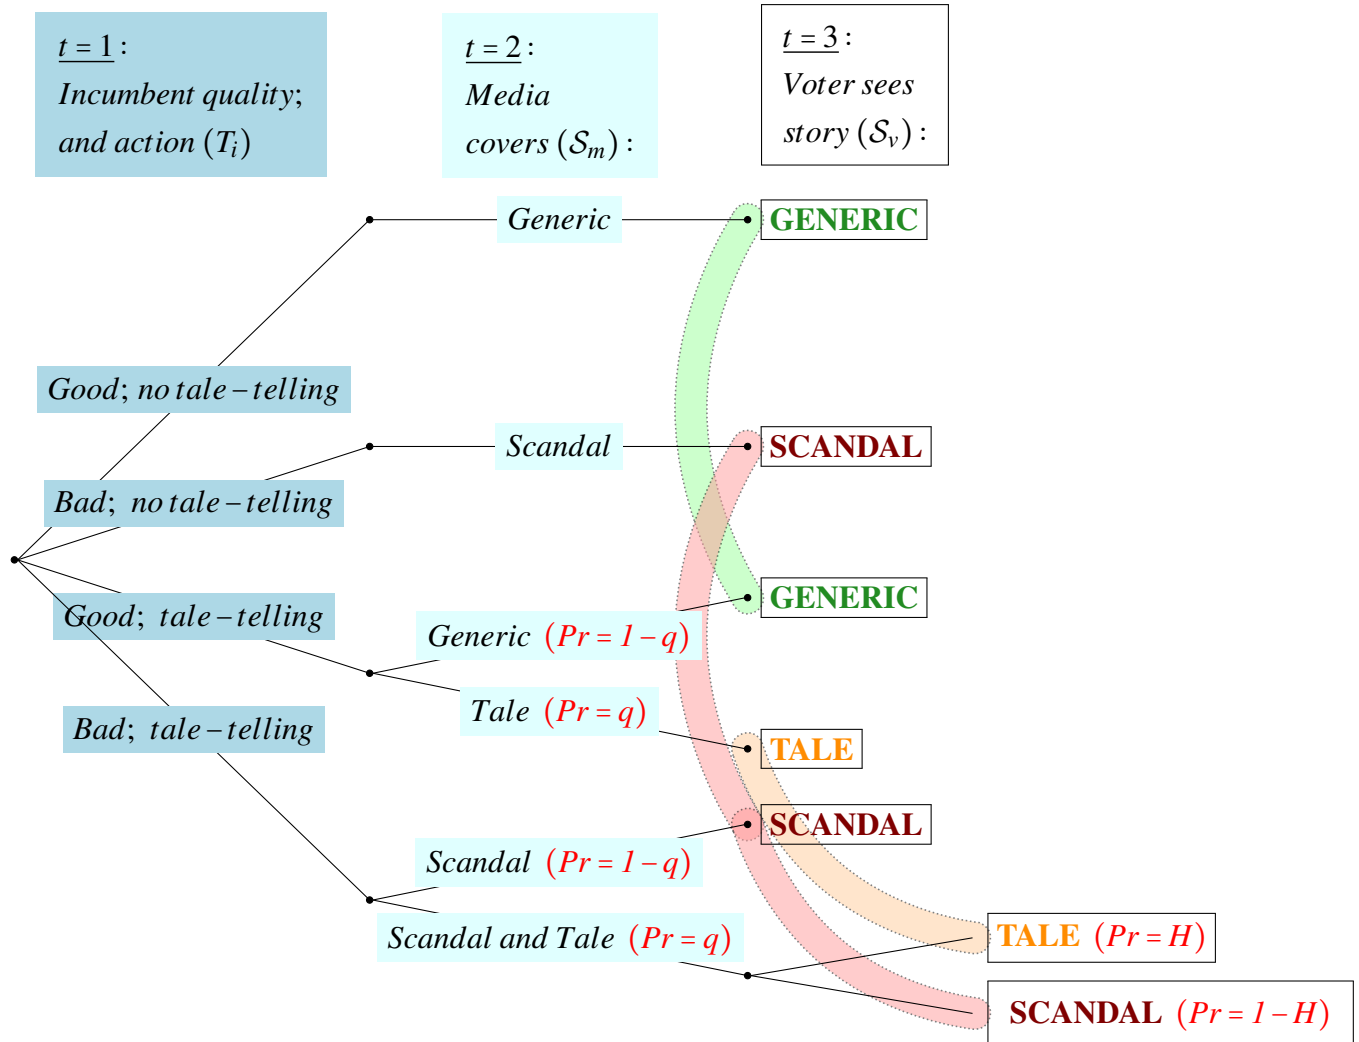 t = 1 :
Incumbent quality;
and action (T_i)
t = 2 :
Media
covers (𝒮_m) :
t = 3 :
Voter sees
story (𝒮_v) :
Generic
GENERIC
Good; no tale – telling
Scandal
SCANDAL
Bad; no tale – telling
GENERIC
Good; tale – telling
Generic (Pr = 1 – q)
Tale (Pr = q)
Bad; tale – telling
TALE
SCANDAL
Scandal (Pr = 1 – q)
Scandal and Tale (Pr = q)
TALE (Pr = H)
SCANDAL (Pr = 1 – H)